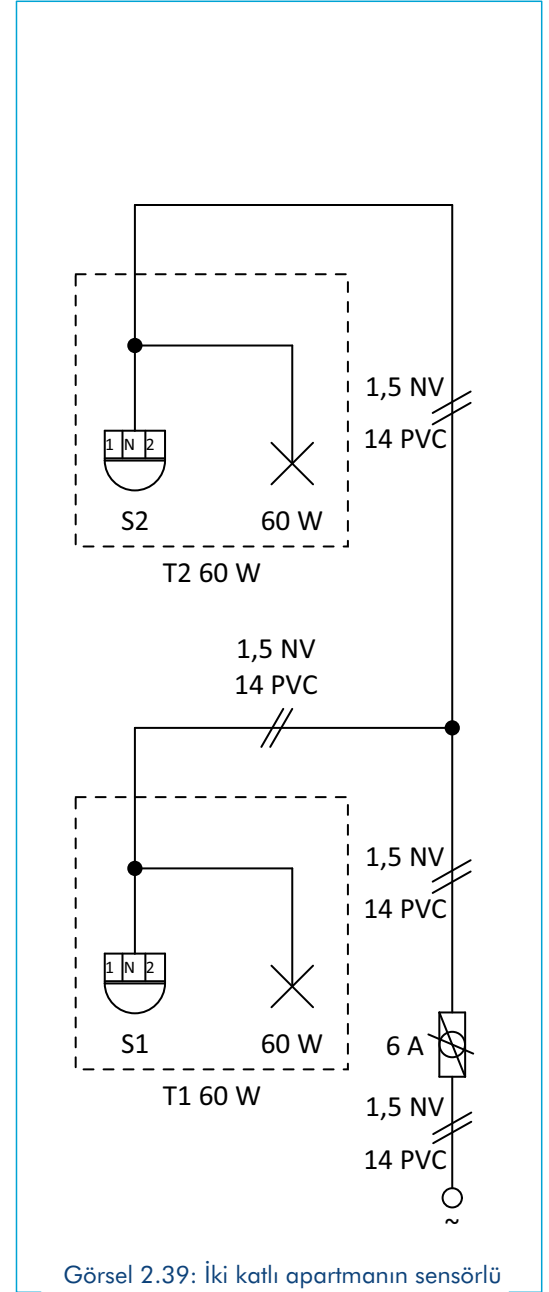 1,5 NV
14 PVC
1 N 2
S2
60 W
T2 60 W
1,5 NV
14 PVC
1,5 NV
14 PVC
1 N 2
S1
60 W
6 A
T1 60 W
1,5 NV
14 PVC
~
Görsel 2.39: İki katlı apartmanın sensörlü